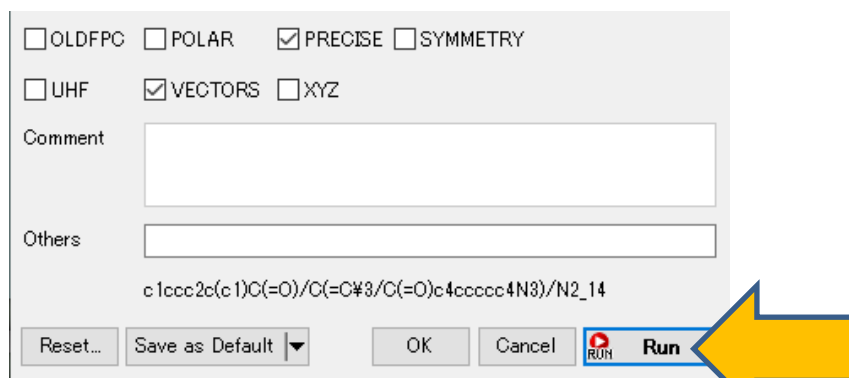 OLDFPC POLAR PRECISE SYMMETRY
UHF VECTORS XYZ
Comment
Others
c1ccc2c(c1)C(=O)/C(=C¥3/C(=O)c4ccccc4N3)/N2_14
Reset... Save as Default OK Cancel RUN Run